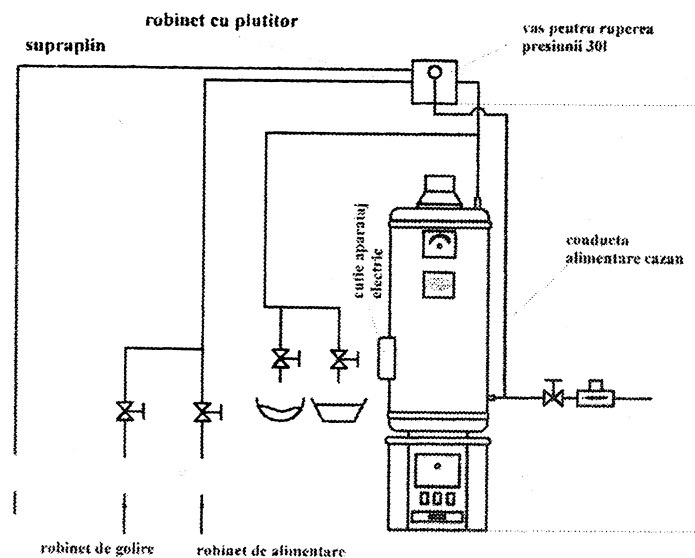 robinet cu plutitor
vas pentru ruperea
presiunii 30l
supraplin
cutie aparataj
electric
conducta
alimentare cazan
robinet de golire
robinet de alimentare